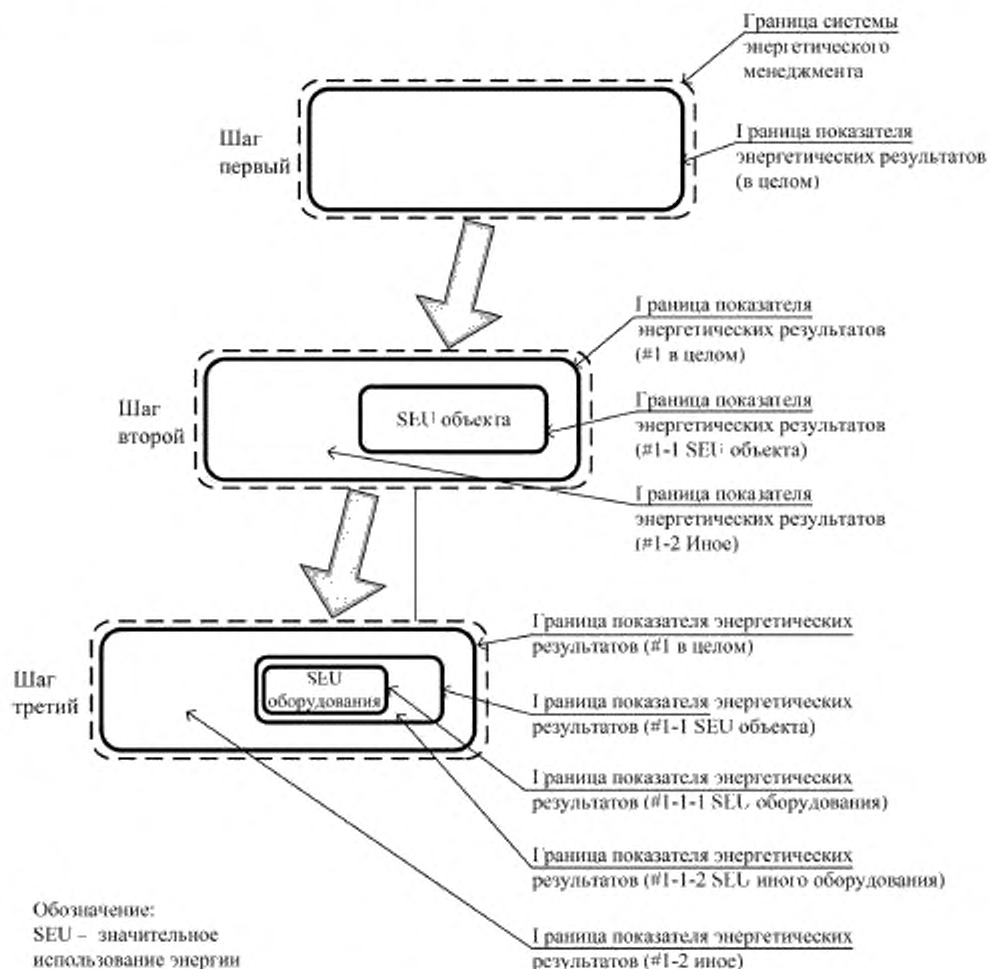 Граница системы
энергетического
менеджмента
Шаг
первый
Граница показателя
энергетических результатов
(в целом)
Граница показателя
энергетических результатов
(#1 в целом)
Шаг
второй
SEU объекта
Граница показателя
энергетических результатов
(#1-1 SEU объекта)
Граница показателя
энергетических результатов
(#1-2 Иное)
Граница показателя энергетических
результатов (#1 в целом)
Шаг
третий
SEU
оборудования
Граница показателя энергетических
результатов (#1-1 SEU объекта)
Граница показателя энергетических
результатов (#1-1-1 SEU оборудования)
Граница показателя энергетических
результатов (#1-1-2 SEU иного оборудования)
Обозначение:
SEU – значительное
использование энергии
Граница показателя энергетических
результатов (#1-2 иное)